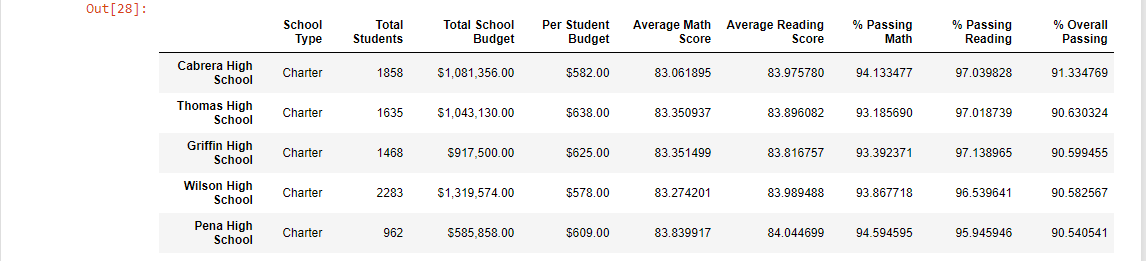 Out[28]:
School Type Total Students Total School Budget Per Student Budget Average Math Score Average Reading Score % Passing Math % Passing Reading % Overall Passing
Cabrera High School Charter 1858 $1,081,356.00 $582.00 83.061895 83.975780 94.133477 97.039828 91.334769
Thomas High School Charter 1635 $1,043,130.00 $638.00 83.350937 83.896082 93.185690 97.018739 90.630324
Griffin High School Charter 1468 $917,500.00 $625.00 83.351499 83.816757 93.392371 97.138965 90.599455
Wilson High School Charter 2283 $1,319,574.00 $578.00 83.274201 83.989488 93.867718 96.539641 90.582567
Pena High School Charter 962 $585,858.00 $609.00 83.839917 84.044699 94.594595 95.945946 90.540541